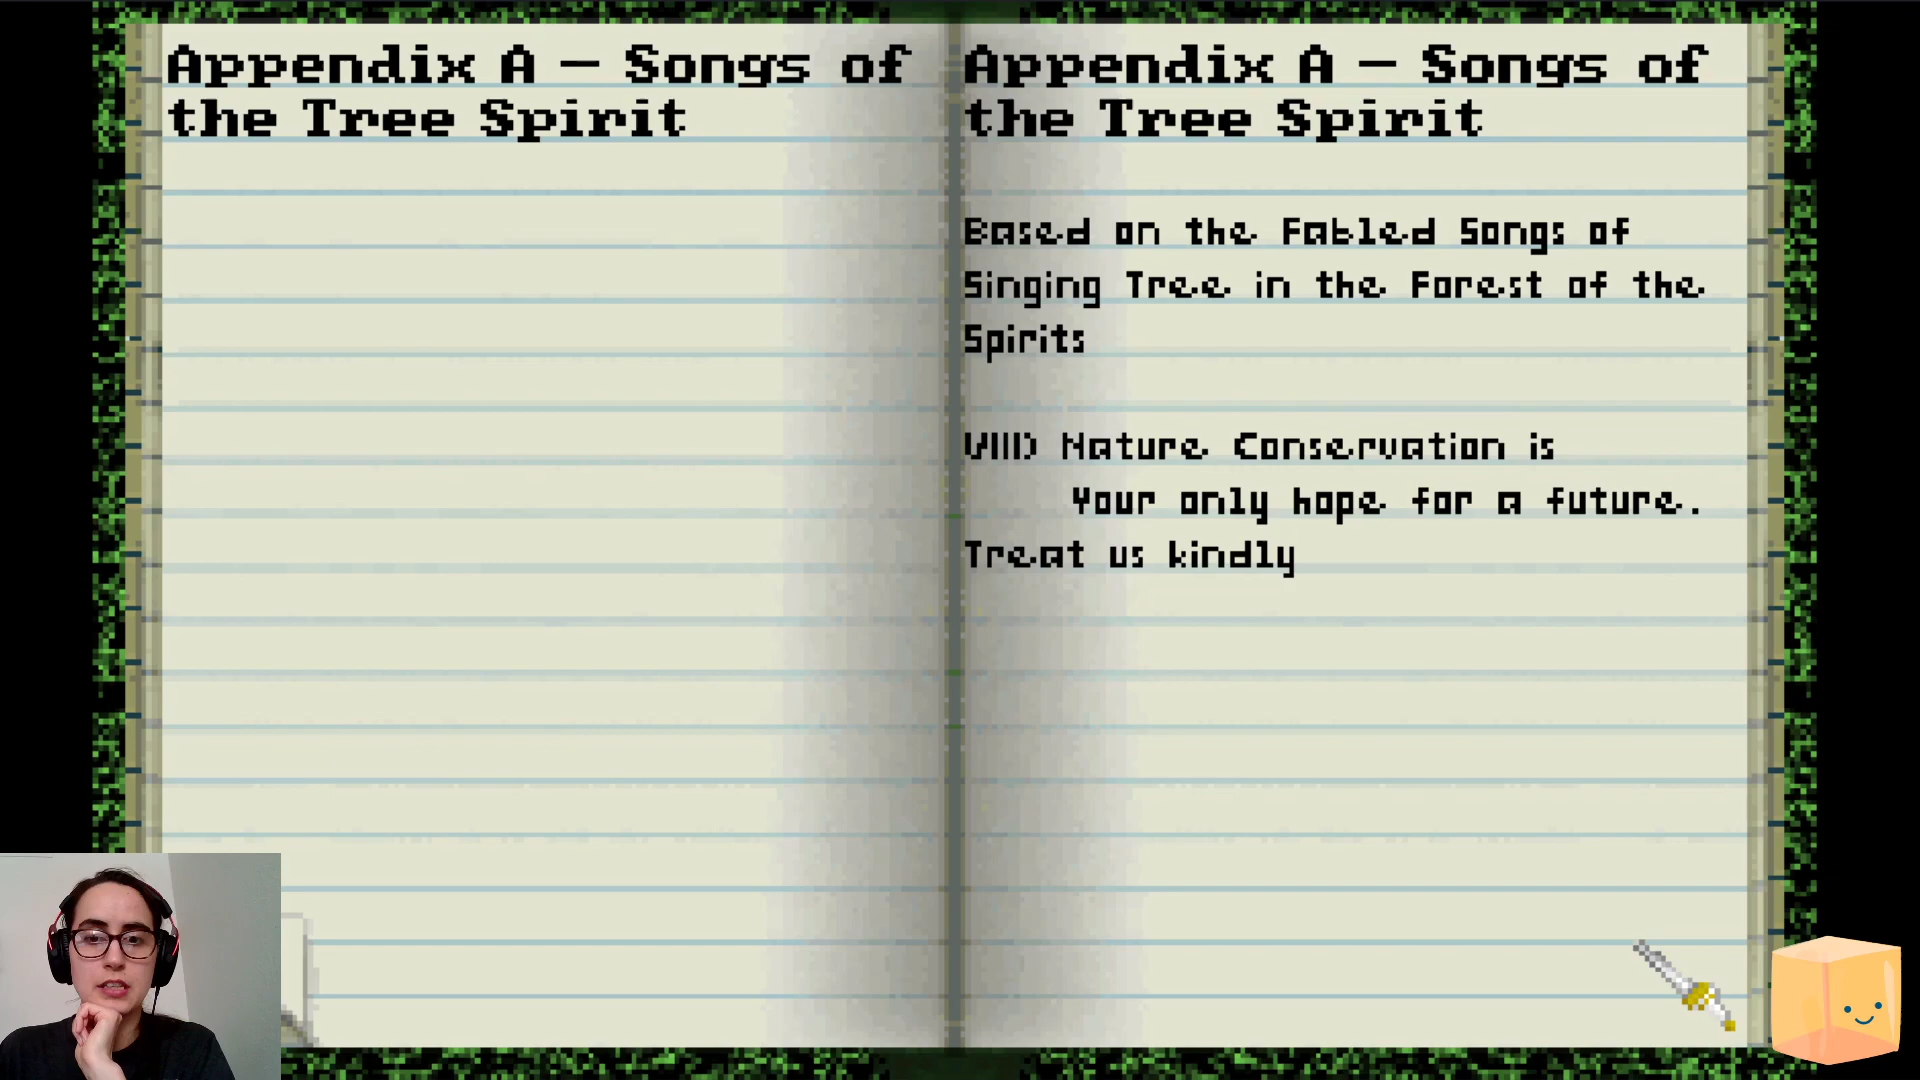 Appendix A – Songs of
the Tree Spirit
Appendix A – Songs of
the Tree Spirit
Based on the Fabled Songs of
Singing Tree in the Forest of the
Spirits
VIII) Nature Conservation is
Your only hope for a future.
Treat us kindly